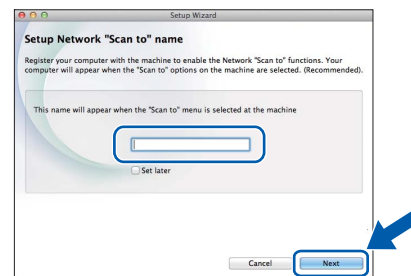 Setup Wizard
Setup Network "Scan to" name
Register your computer with the machine to enable the Network "Scan to" functions. Your
computer will appear when the "Scan to" options on the machine are selected. (Recommended).
This name will appear when the "Scan to" menu is selected at the machine
Set later
Cancel
Next